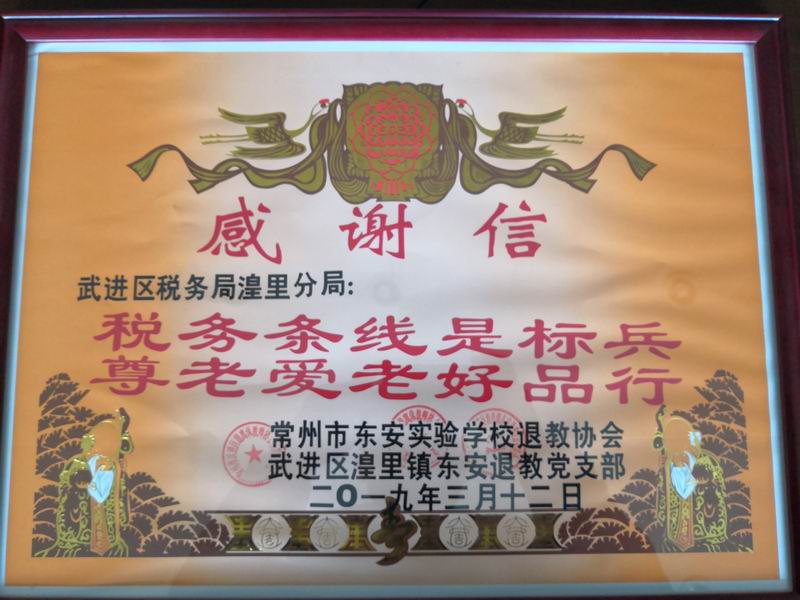 感谢信
武进区税务局湟里分局:
税务条线是标兵
尊老爱老好品行
常州市东安实验学校退教协会
武进区湟里镇东安退教党支部
二〇一九年三月十二日
寿